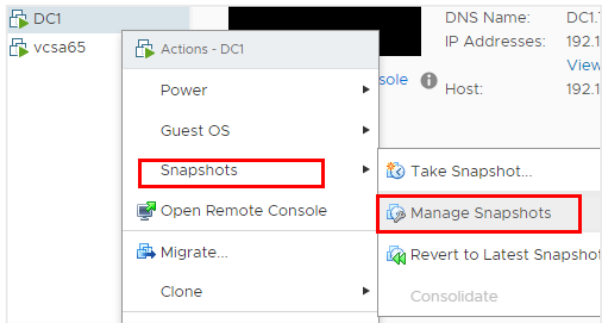 DC1
vcsa65
DNS Name: DC1.
IP Addresses: 192.1
View
sole
Host: 192.1
Actions - DC1
Power
Guest OS
Snapshots
Open Remote Console
Migrate...
Clone
Take Snapshot...
Manage Snapshots
Revert to Latest Snapshot
Consolidate